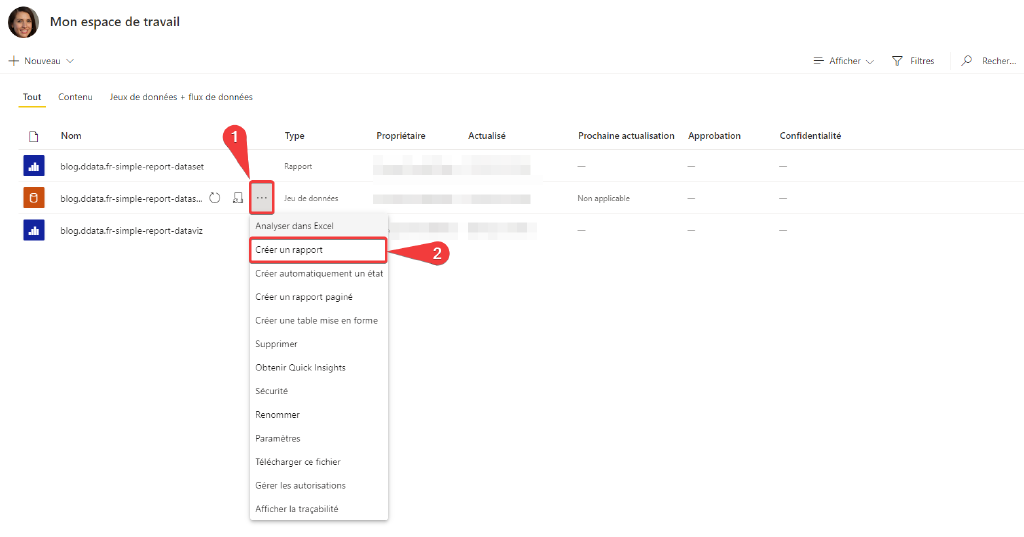 Mon espace de travail
Nouveau
Afficher
Filtres
Recher...
Tout
Contenu
Jeux de données + flux de données
Nom
Type
Propriétaire
Actualisé
Prochaine actualisation
Approbation
Confidentialité
1
blog.ddata.fr-simple-report-dataset
Rapport
—
—
—
blog.ddata.fr-simple-report-datas...
...
Jeu de données
Non applicable
—
—
blog.ddata.fr-simple-report-dataviz
—
—
—
Analyser dans Excel
Créer un rapport
2
Créer automatiquement un état
Créer un rapport paginé
Créer une table mise en forme
Supprimer
Obtenir Quick Insights
Sécurité
Renommer
Paramètres
Télécharger ce fichier
Gérer les autorisations
Afficher la traçabilité